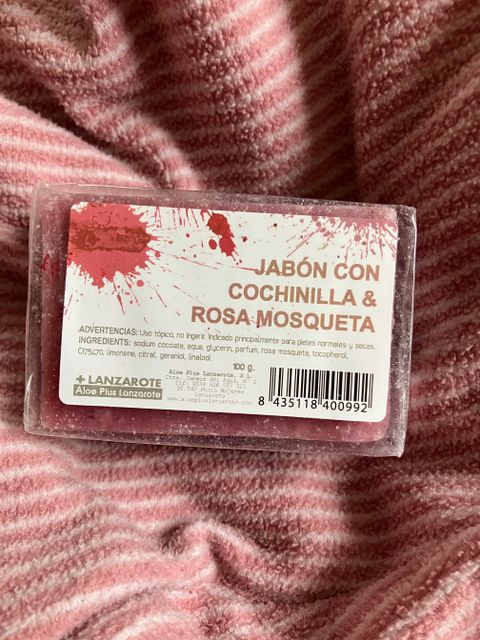 JABÓN CON
COCHINILLA &
ROSA MOSQUETA
ADVERTENCIAS: Uso tópico, no ingerir. Indicado principalmente para pieles normales y secas.
INGREDIENTS: sodium cocoate, aqua, glycerin, parfum, rosa mosqueta, tocopherol,
CI75470, limonene, citral, geraniol, linalool.
100 g.
+ LANZAROTE
Aloe Plus Lanzarote
Aloe Plus Lanzarote, S.L.
Lanzarote
www.aloepluslanzarote.com
8 435118 400992